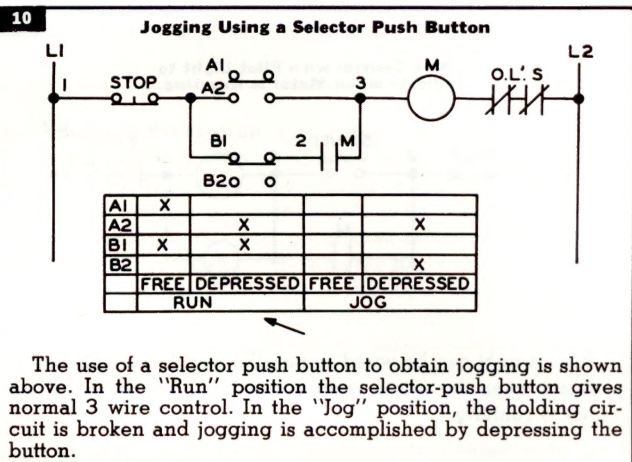 10
Jogging Using a Selector Push Button
L1 L2
1 STOP A1 A2 3 M O.L'.S
B1 2 M
B2
A1 X
A2 X X
B1 X X
B2 X
FREE DEPRESSED FREE DEPRESSED
RUN JOG
The use of a selector push button to obtain jogging is shown
above. In the "Run" position the selector-push button gives
normal 3 wire control. In the "Jog" position, the holding cir-
cuit is broken and jogging is accomplished by depressing the
button.